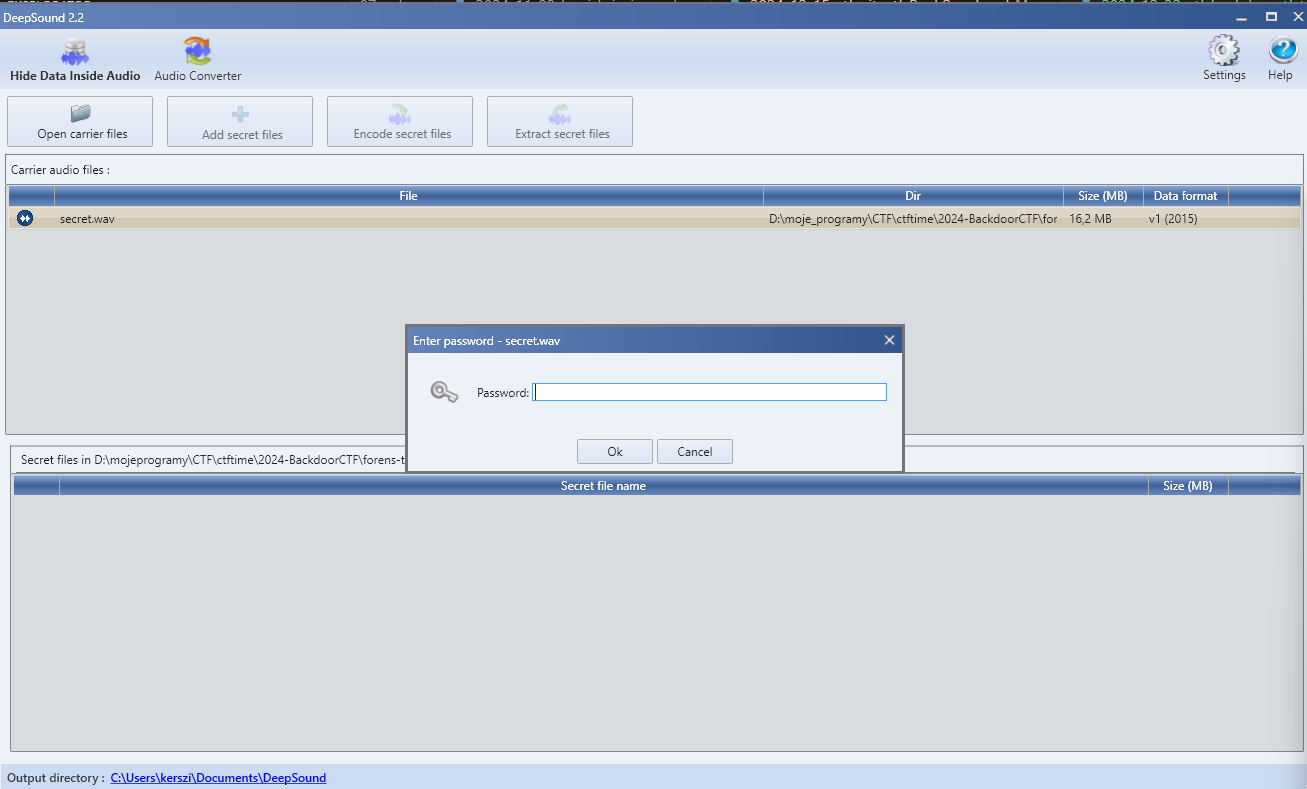 DeepSound 2.2
Hide Data Inside Audio Audio Converter Settings Help
Open carrier files Add secret files Encode secret files Extract secret files
Carrier audio files :
File Dir Size (MB) Data format
secret.wav D:\moje_programy\CTF\ctftime\2024-BackdoorCTF\for 16,2 MB v1 (2015)
Enter password - secret.wav
Password:
Ok Cancel
Secret files in D:\mojeprogramy\CTF\ctftime\2024-BackdoorCTF\forens-t
Secret file name Size (MB)
Output directory : C:\Users\kerszi\Documents\DeepSound